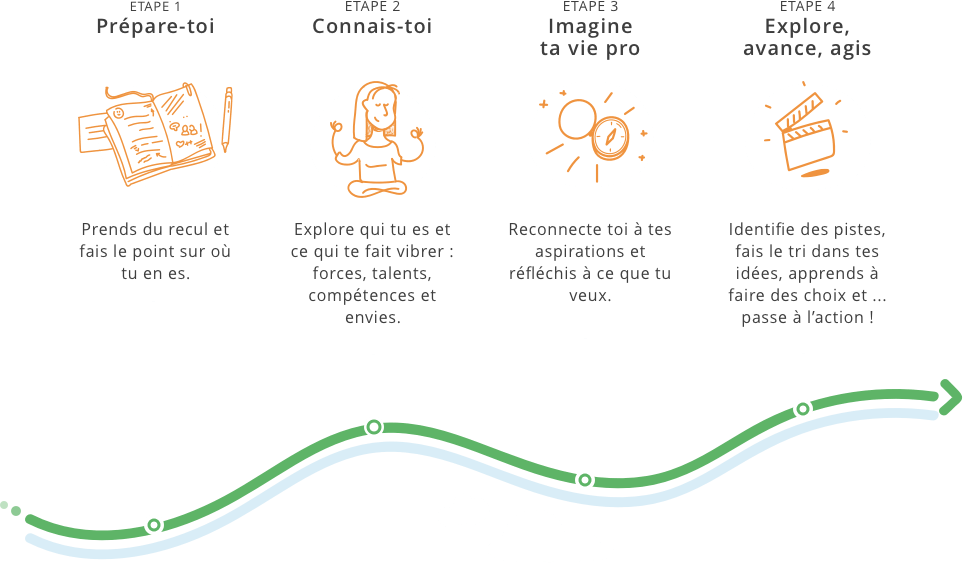 ETAPE 1
Prépare-toi
Prends du recul et
fais le point sur où
tu en es.
ETAPE 2
Connais-toi
Explore qui tu es et
ce qui te fait vibrer :
forces, talents,
compétences et
envies.
ETAPE 3
Imagine
ta vie pro
Reconnecte toi à tes
aspirations et
réfléchis à ce que tu
veux.
ETAPE 4
Explore,
avance, agis
Identifie des pistes,
fais le tri dans tes
idées, apprends à
faire des choix et ...
passe à l’action !